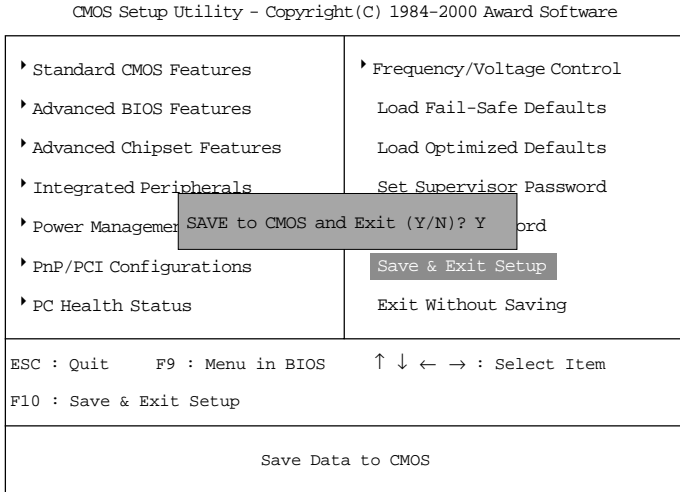 CMOS Setup Utility - Copyright(C) 1984-2000 Award Software
Standard CMOS Features
Advanced BIOS Features
Advanced Chipset Features
Integrated Peripherals
Power
PnP/PCI Configurations
PC Health Status
Frequency/Voltage Control
Load Fail-Safe Defaults
Load Optimized Defaults
Set Supervisor Password
Save & Exit Setup
Exit Without Saving
SAVE to CMOS and Exit (Y/N)? Y
ESC : Quit F9 : Menu in BIOS ↑ ↓ ← → : Select Item
F10 : Save & Exit Setup
Save Data to CMOS